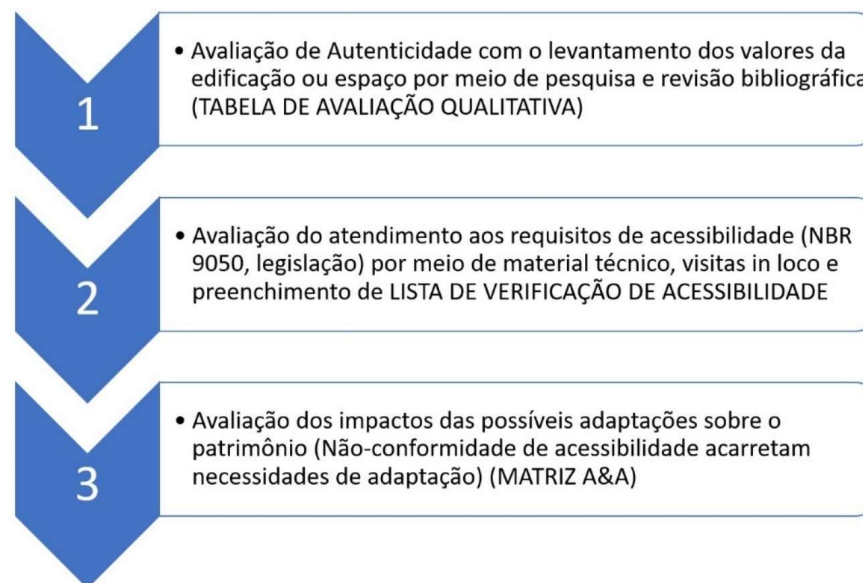 1
• Avaliação de Autenticidade com o levantamento dos valores da
edificação ou espaço por meio de pesquisa e revisão bibliográfica
(TABELA DE AVALIAÇÃO QUALITATIVA)
2
• Avaliação do atendimento aos requisitos de acessibilidade (NBR
9050, legislação) por meio de material técnico, visitas in loco e
preenchimento de LISTA DE VERIFICAÇÃO DE ACESSIBILIDADE
3
• Avaliação dos impactos das possíveis adaptações sobre o
patrimônio (Não-conformidade de acessibilidade acarretam
necessidades de adaptação) (MATRIZ A&A)